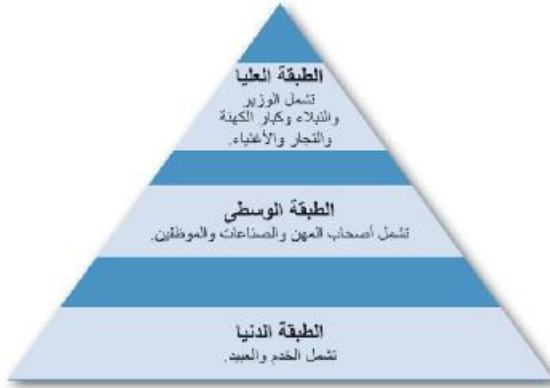 الطبقة العليا
تشمل الوزير
والنبلاء وكبار الكهنة
والتجار والأغنياء.
الطبقة الوسطى
تشمل أصحاب المهن والصناعات والموظفين.
الطبقة الدنيا
تشمل الخدم والعبيد.